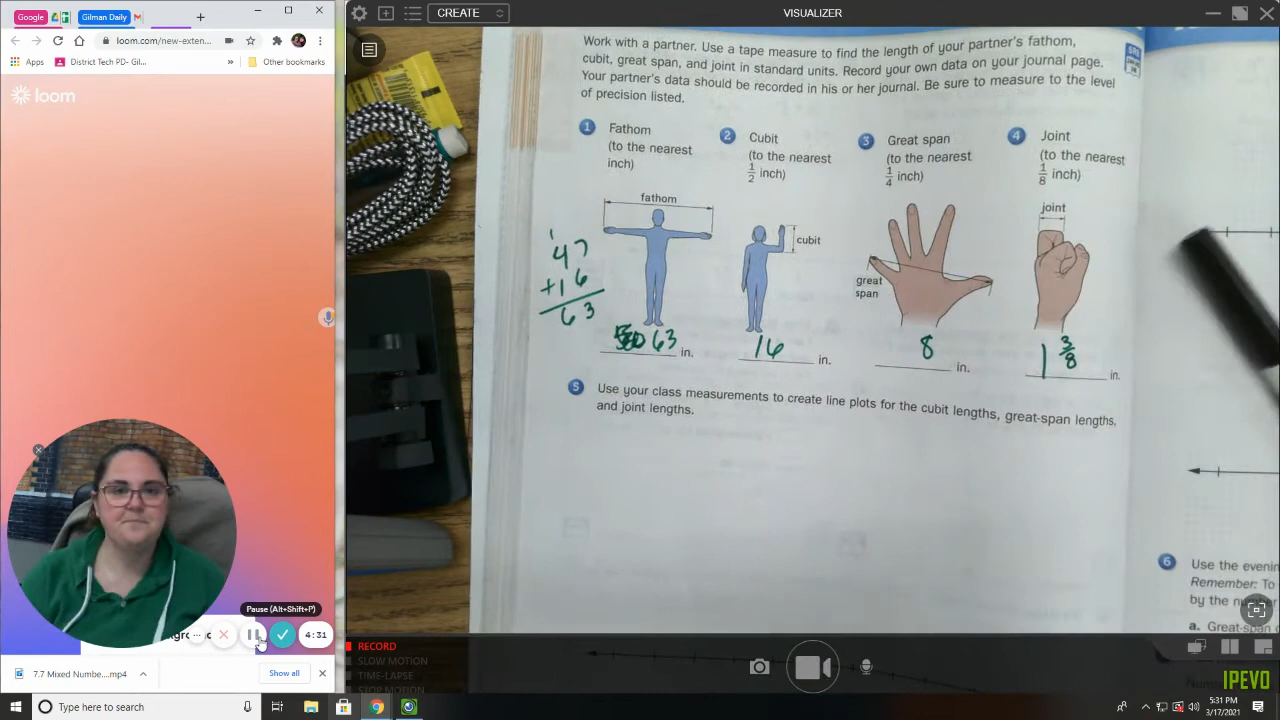 Google
Gilman Daily
loom.com/new-exten...
Apps
District Tech PD- Gil...
»
Other bookmarks
loom
CREATE
VISUALIZER
Work with a partner. Use a tape measure to find the length of your partner's fathom,
cubit, great span, and joint in standard units. Record your own data on your journal page.
Your partner's data should be recorded in his or her journal. Be sure to measure to the level
of precision listed.
1 Fathom
(to the nearest
inch)
2 Cubit
(to the nearest
1/2 inch)
3 Great span
(to the nearest
1/4 inch)
4 Joint
(to the nearest
1/8 inch)
fathom
cubit
great
span
joint
1
47
+16
63
63 in.
16 in.
8 in.
1 3/8 in.
5 Use your class measurements to create line plots for the cubit lengths, great-span lengths,
and joint lengths.
6 Use the evenin
Remember: To
by the number
a. Great-span
Pause (Alt+Shift+P)
4:31
RECORD
SLOW MOTION
TIME-LAPSE
STOP MOTION
IPEVO
7.7 Mixed Numbe....mp4
Show all
Type here to search
5:31 PM
3/17/2021